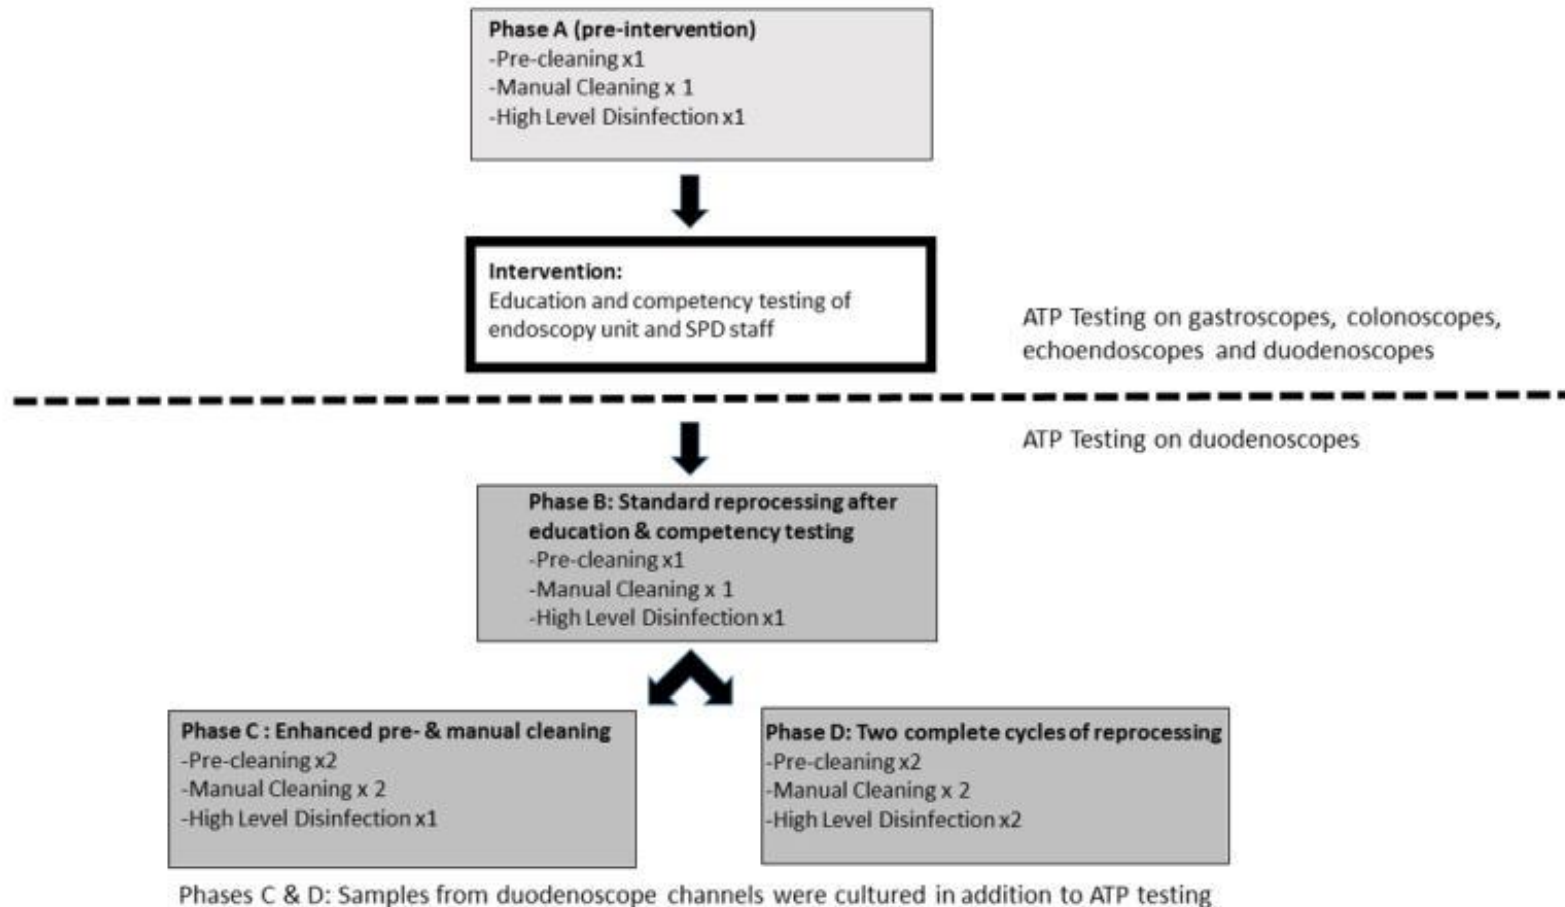 Phase A (pre-intervention)
-Pre-cleaning x1
-Manual Cleaning x 1
-High Level Disinfection x1
Intervention:
Education and competency testing of
endoscopy unit and SPD staff
ATP Testing on gastroscopes, colonoscopes,
echoendoscopes and duodenoscopes
ATP Testing on duodenoscopes
Phase B: Standard reprocessing after
education & competency testing
-Pre-cleaning x1
-Manual Cleaning x 1
-High Level Disinfection x1
Phase C : Enhanced pre- & manual cleaning
-Pre-cleaning x2
-Manual Cleaning x 2
-High Level Disinfection x1
Phase D: Two complete cycles of reprocessing
-Pre-cleaning x2
-Manual Cleaning x 2
-High Level Disinfection x2
Phases C & D: Samples from duodenoscope channels were cultured in addition to ATP testing